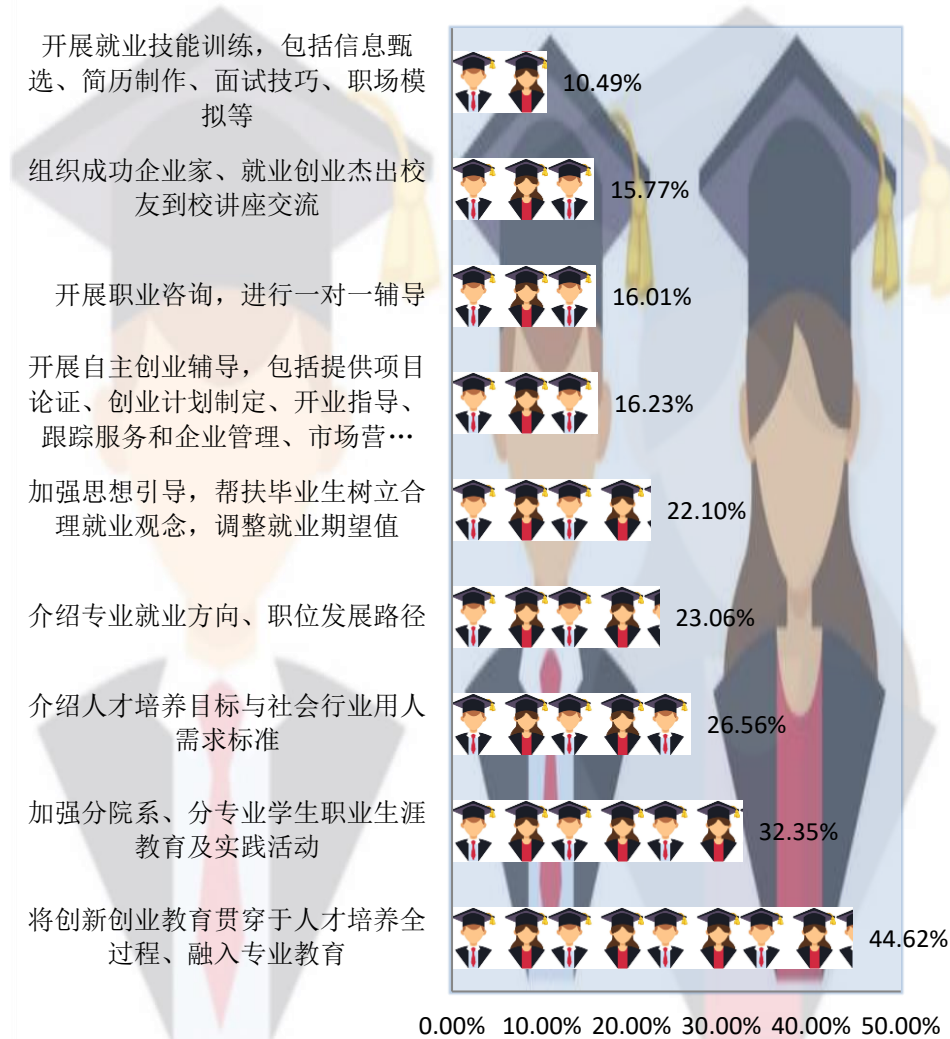 开展就业技能训练，包括信息甄
选、简历制作、面试技巧、职场模
拟等
10.49%
组织成功企业家、就业创业杰出校
友到校讲座交流
15.77%
开展职业咨询，进行一对一辅导
16.01%
开展自主创业辅导，包括提供项目
论证、创业计划制定、开业指导、
跟踪服务和企业管理、市场营…
16.23%
加强思想引导，帮扶毕业生树立合
理就业观念，调整就业期望值
22.10%
介绍专业就业方向、职位发展路径
23.06%
介绍人才培养目标与社会行业用人
需求标准
26.56%
加强分院系、分专业学生职业生涯
教育及实践活动
32.35%
将创新创业教育贯穿于人才培养全
过程、融入专业教育
44.62%
0.00% 10.00% 20.00% 30.00% 40.00% 50.00%